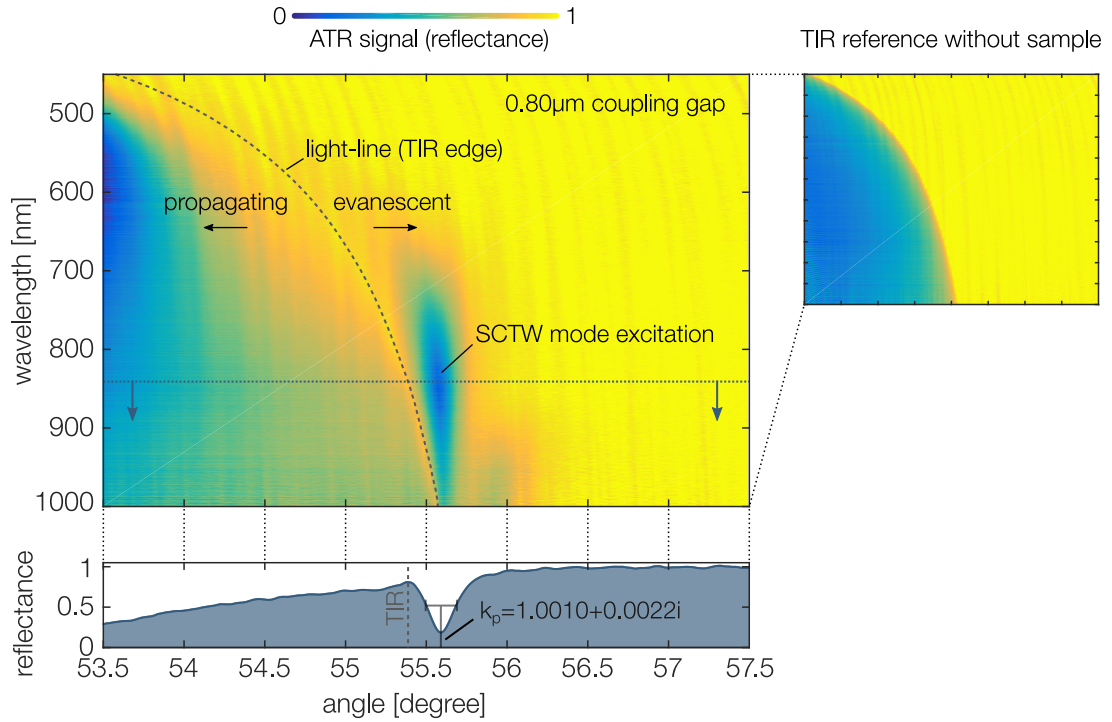 0 1
ATR signal (reflectance)
TIR reference without sample
0.80µm coupling gap
light-line (TIR edge)
propagating evanescent
SCTW mode excitation
wavelength [nm]
500
600
700
800
900
1000
reflectance
1
0.5
0
TIR
kₚ=1.0010+0.0022i
53.5 54 54.5 55 55.5 56 56.5 57 57.5
angle [degree]